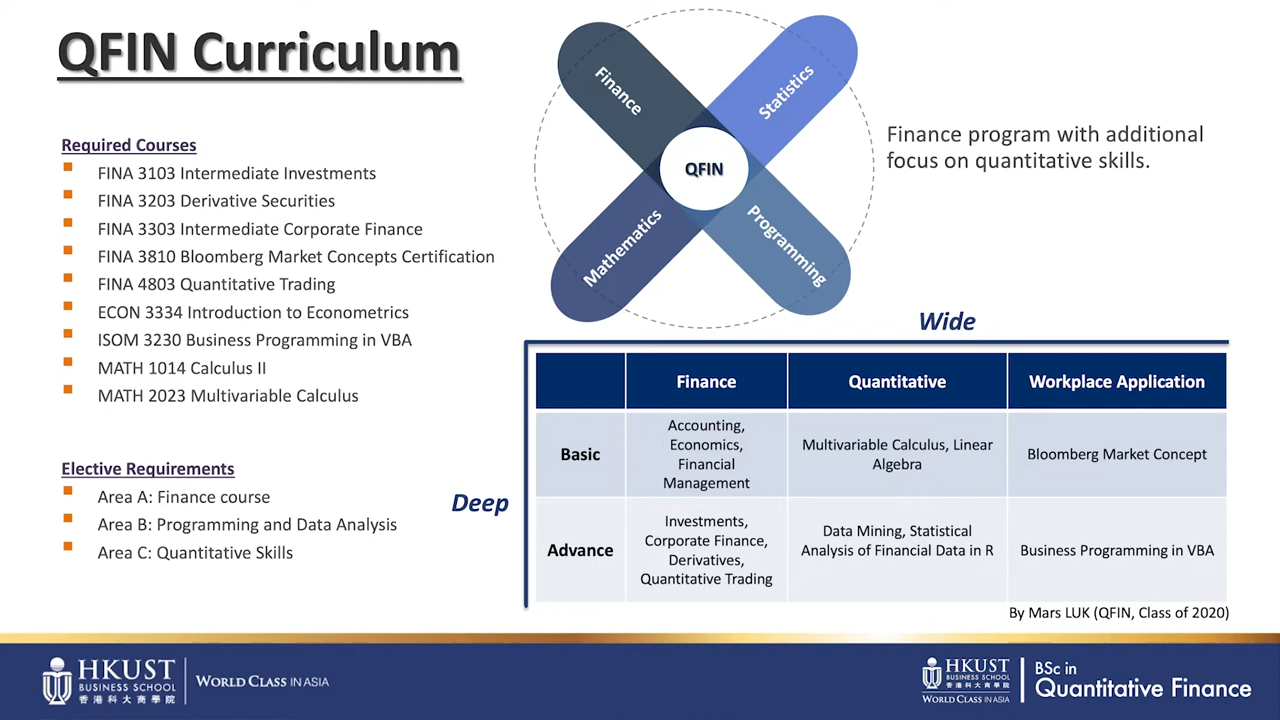 QFIN Curriculum
Required Courses
FINA 3103 Intermediate Investments
FINA 3203 Derivative Securities
FINA 3303 Intermediate Corporate Finance
FINA 3810 Bloomberg Market Concepts Certification
FINA 4803 Quantitative Trading
ECON 3334 Introduction to Econometrics
ISOM 3230 Business Programming in VBA
MATH 1014 Calculus II
MATH 2023 Multivariable Calculus
Elective Requirements
Area A: Finance course
Area B: Programming and Data Analysis
Area C: Quantitative Skills
Finance
Statistics
QFIN
Mathematics
Programming
Finance program with additional
focus on quantitative skills.
Wide
Deep
Finance
Quantitative
Workplace Application
Basic
Accounting,
Economics,
Financial
Management
Multivariable Calculus, Linear
Algebra
Bloomberg Market Concept
Advance
Investments,
Corporate Finance,
Derivatives,
Quantitative Trading
Data Mining, Statistical
Analysis of Financial Data in R
Business Programming in VBA
By Mars LUK (QFIN, Class of 2020)
HKUST
BUSINESS SCHOOL
香港科大商學院
WORLD CLASS IN ASIA
HKUST
BUSINESS SCHOOL
香港科大商學院
WORLD CLASS IN ASIA
BSc in
Quantitative Finance